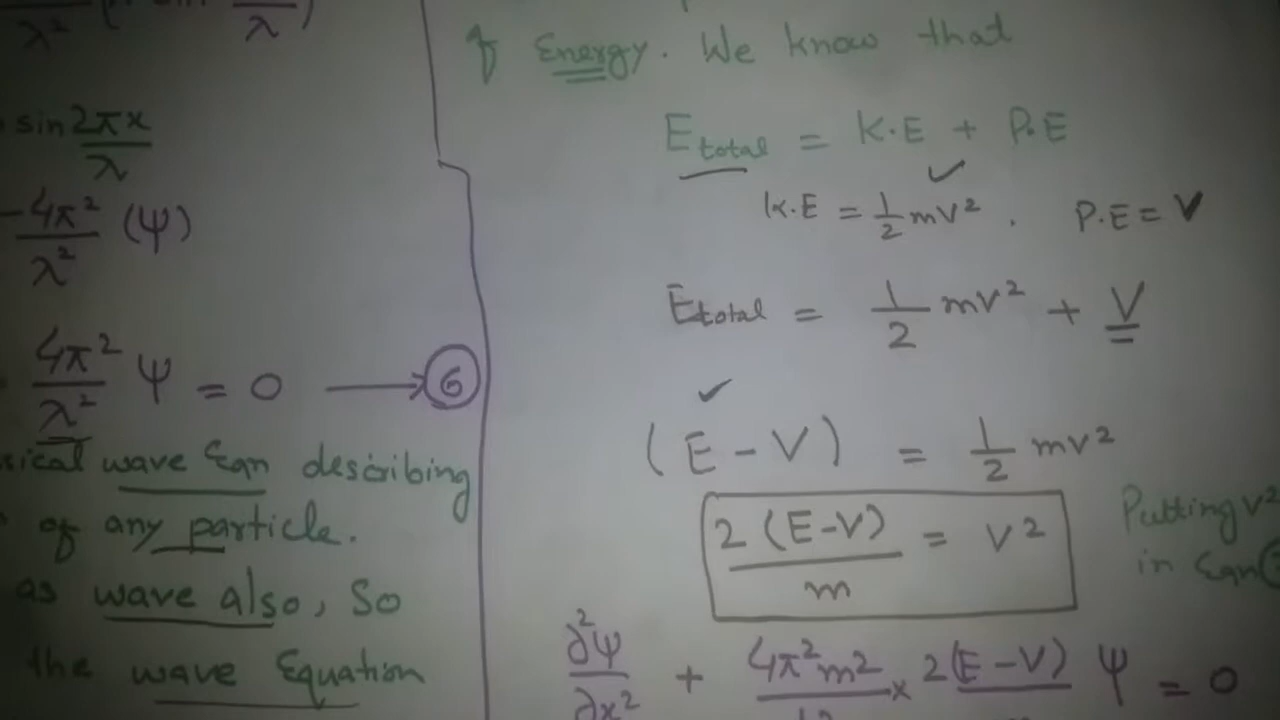 sin 2πx/λ
-4π²/λ² (ψ)
4π²/λ² ψ = 0 → 6
wave Eqn describing
of any particle.
as wave also, So
the wave Equation
of Energy. We know that
E total = K.E + P.E
K.E = 1/2 mv². P.E = V
E total = 1/2 mv² + V
(E - V) = 1/2 mv²
2 (E-V)/m = v²
Putting v²
in Eqn
∂²ψ/∂x² + 4π²m² × 2(E-V) ψ = 0